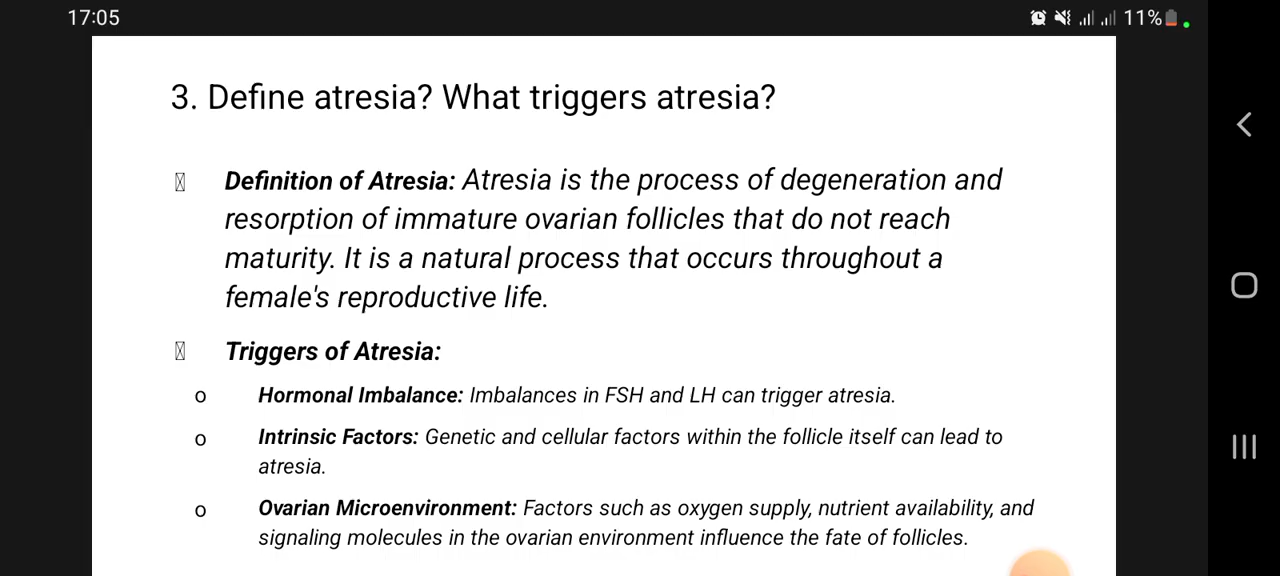 17:05
11%
3. Define atresia? What triggers atresia?
Definition of Atresia: Atresia is the process of degeneration and
resorption of immature ovarian follicles that do not reach
maturity. It is a natural process that occurs throughout a
female's reproductive life.
Triggers of Atresia:
o Hormonal Imbalance: Imbalances in FSH and LH can trigger atresia.
o Intrinsic Factors: Genetic and cellular factors within the follicle itself can lead to
atresia.
o Ovarian Microenvironment: Factors such as oxygen supply, nutrient availability, and
signaling molecules in the ovarian environment influence the fate of follicles.